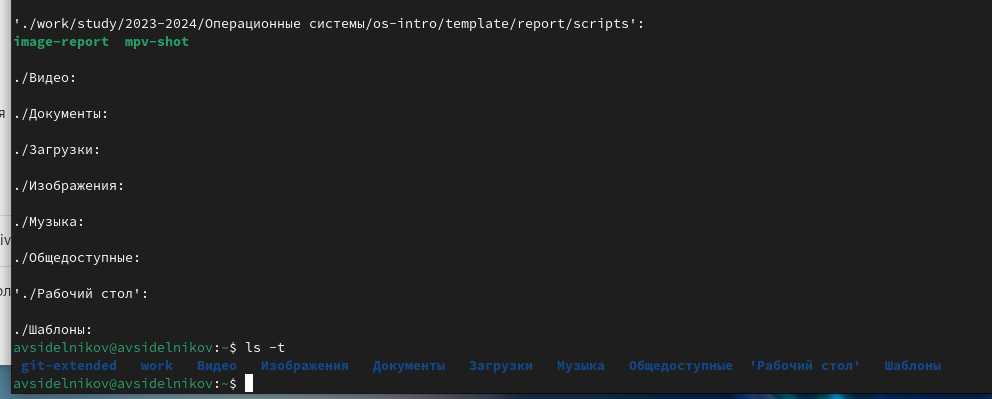 './work/study/2023-2024/Операционные системы/os-intro/template/report/scripts':
image-report  mpv-shot
./Видео:
./Документы:
я
./Загрузки:
./Изображения:
./Музыка:
iv
./Общедоступные:
ол
'./Рабочий стол':
./Шаблоны:
avsidelnikov@avsidelnikov:~$ ls -t
git-extended  work  Видео  Изображения  Документы  Загрузки  Музыка  Общедоступные  'Рабочий стол'  Шаблоны
avsidelnikov@avsidelnikov:~$